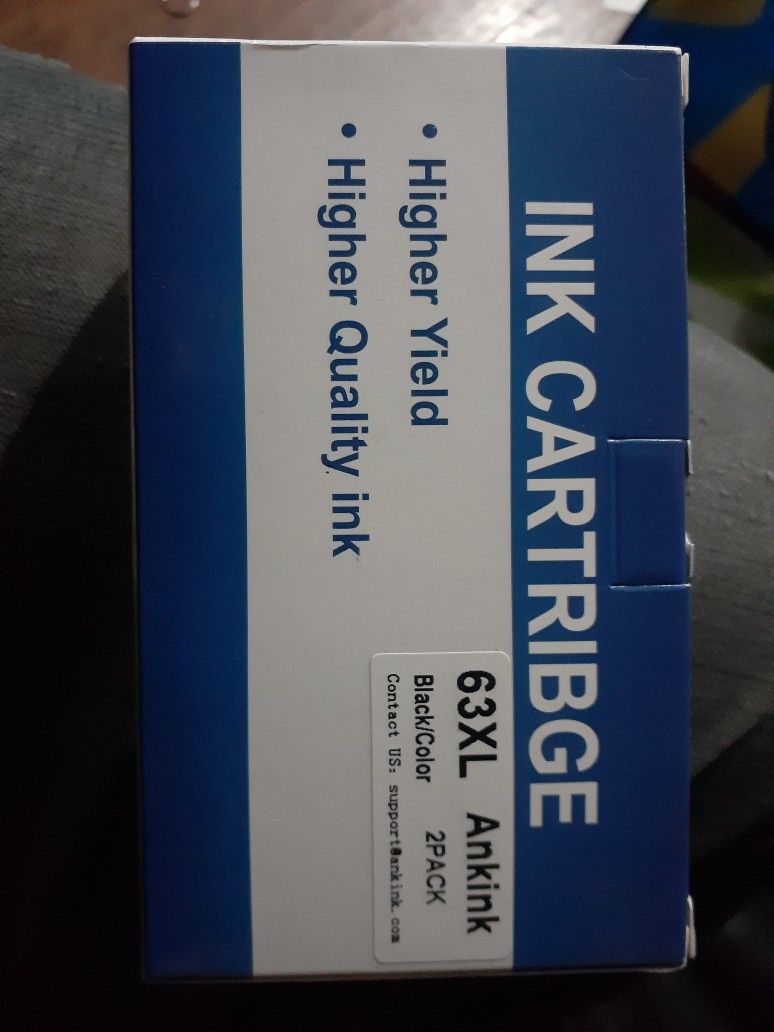 INK CARTRIBGE
• Higher Yield
• Higher Quality ink
63XL Ankink
Black/Color 2PACK
Contact US: support@ankink.com